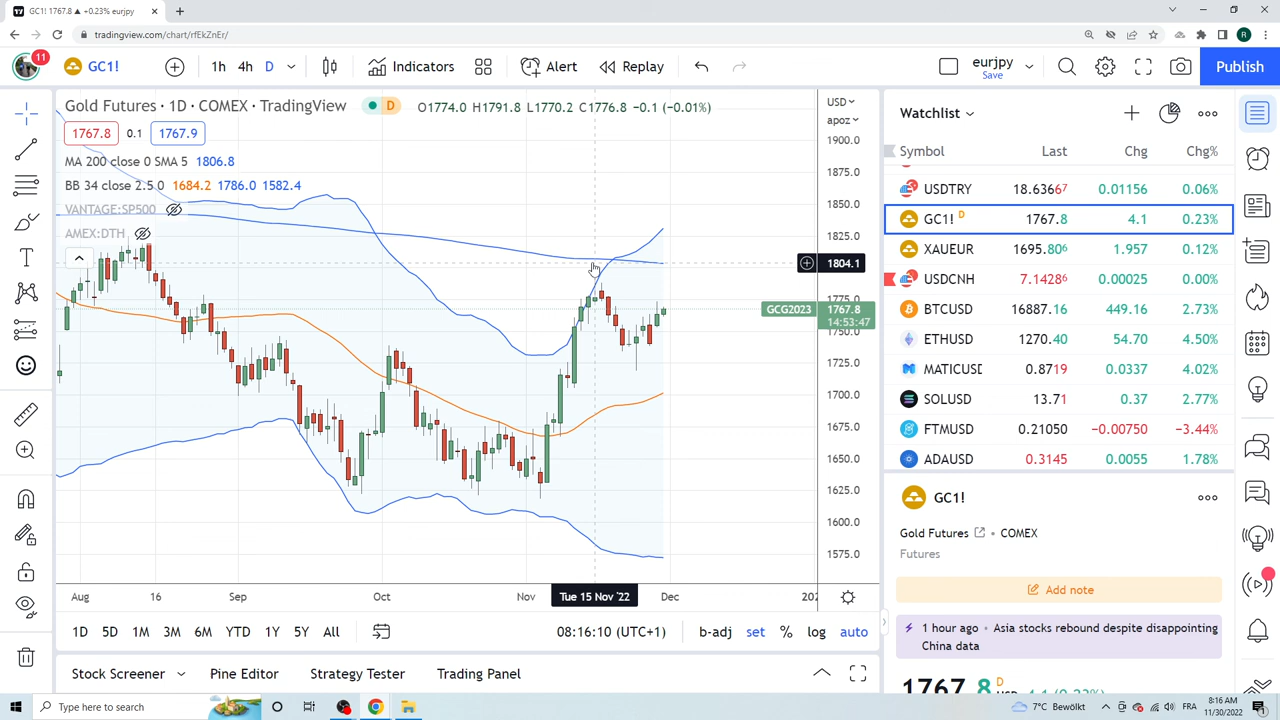 GC1! 1767.8 ▲ +0.23% eurjpy
tradingview.com/chart/rfEkZnEr/
R
11
GC1!
1h 4h D
Indicators
Alert
Replay
eurjpy
Save
Publish
Gold Futures · 1D · COMEX · TradingView
D
O1774.0 H1791.8 L1770.2 C1776.8 −0.1 (−0.01%)
1767.8 0.1 1767.9
MA 200 close 0 SMA 5 1806.8
BB 34 close 2.5 0 1684.2 1786.0 1582.4
VANTAGE:SP500
AMEX:DTH
USD
apoz
1900.0
1875.0
1850.0
1825.0
1804.1
1775.0
GCG2023 1767.8
14:53:47
1750.0
1725.0
1700.0
1675.0
1650.0
1625.0
1600.0
1575.0
Aug 16 Sep Oct Nov Tue 15 Nov '22 Dec 202
1D 5D 1M 3M 6M YTD 1Y 5Y All
08:16:10 (UTC+1) b-adj set % log auto
Stock Screener Pine Editor Strategy Tester Trading Panel
Watchlist
Symbol Last Chg Chg%
USDTRY 18.63667 0.01156 0.06%
GC1! D 1767.8 4.1 0.23%
XAUEUR 1695.806 1.957 0.12%
USDCNH 7.14286 0.00025 0.00%
BTCUSD 16887.16 449.16 2.73%
ETHUSD 1270.40 54.70 4.50%
MATICUSD 0.8719 0.0337 4.02%
SOLUSD 13.71 0.37 2.77%
FTMUSD 0.21050 −0.00750 −3.44%
ADAUSD 0.3145 0.0055 1.78%
GC1!
Gold Futures • COMEX
Futures
Add note
1 hour ago • Asia stocks rebound despite disappointing
China data
1767.8 D USD 4.1 (0.23%)
Type here to search
7°C Bewölkt
FRA
8:16 AM
11/30/2022